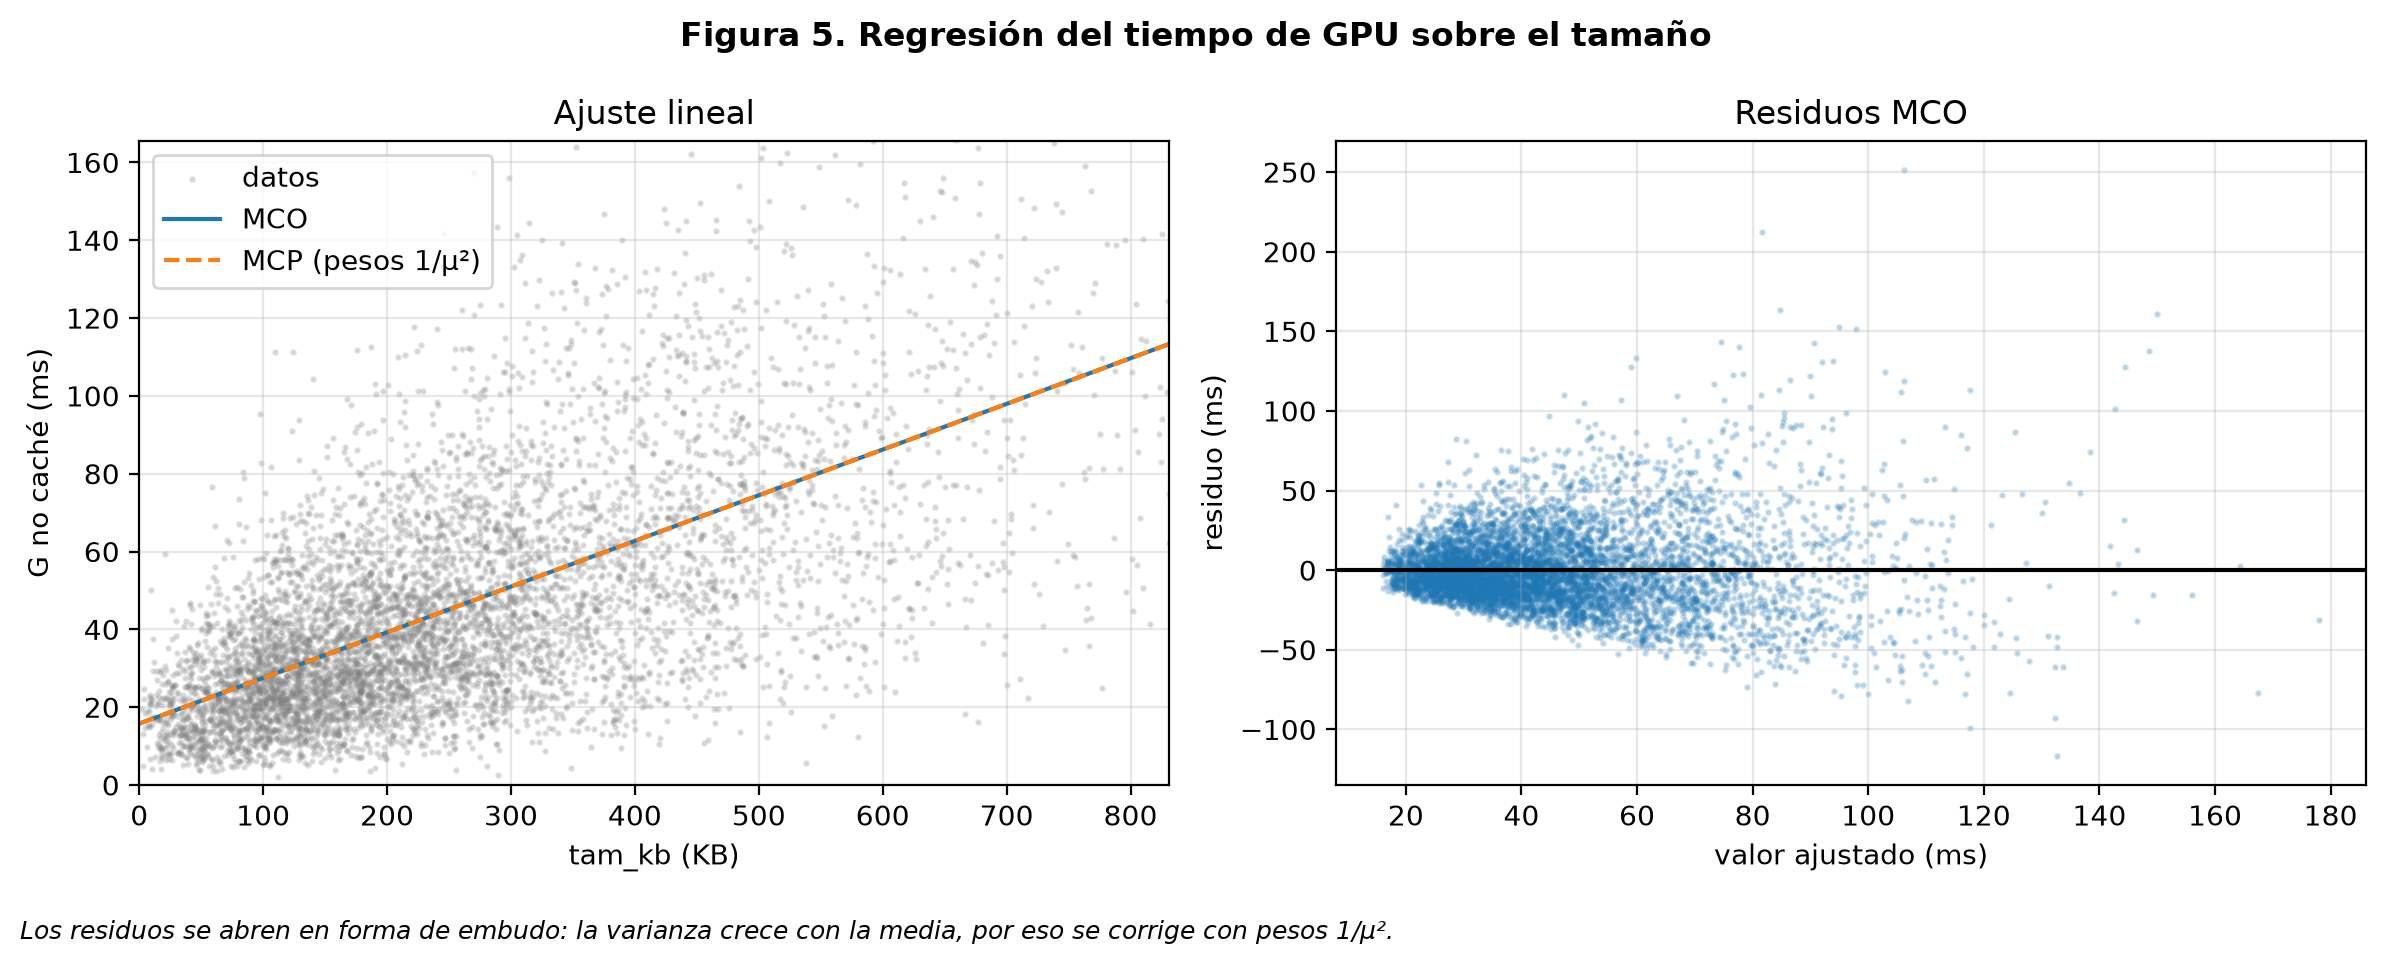 Figura 5. Regresión del tiempo de GPU sobre el tamaño
Ajuste lineal
160
140
120
100
80
60
40
20
0
G no caché (ms)
datos
MCO
MCP (pesos 1/μ²)
0 100 200 300 400 500 600 700 800
tam_kb (KB)
Residuos MCO
250
200
150
100
50
0
−50
−100
residuo (ms)
20 40 60 80 100 120 140 160 180
valor ajustado (ms)
Los residuos se abren en forma de embudo: la varianza crece con la media, por eso se corrige con pesos 1/μ².